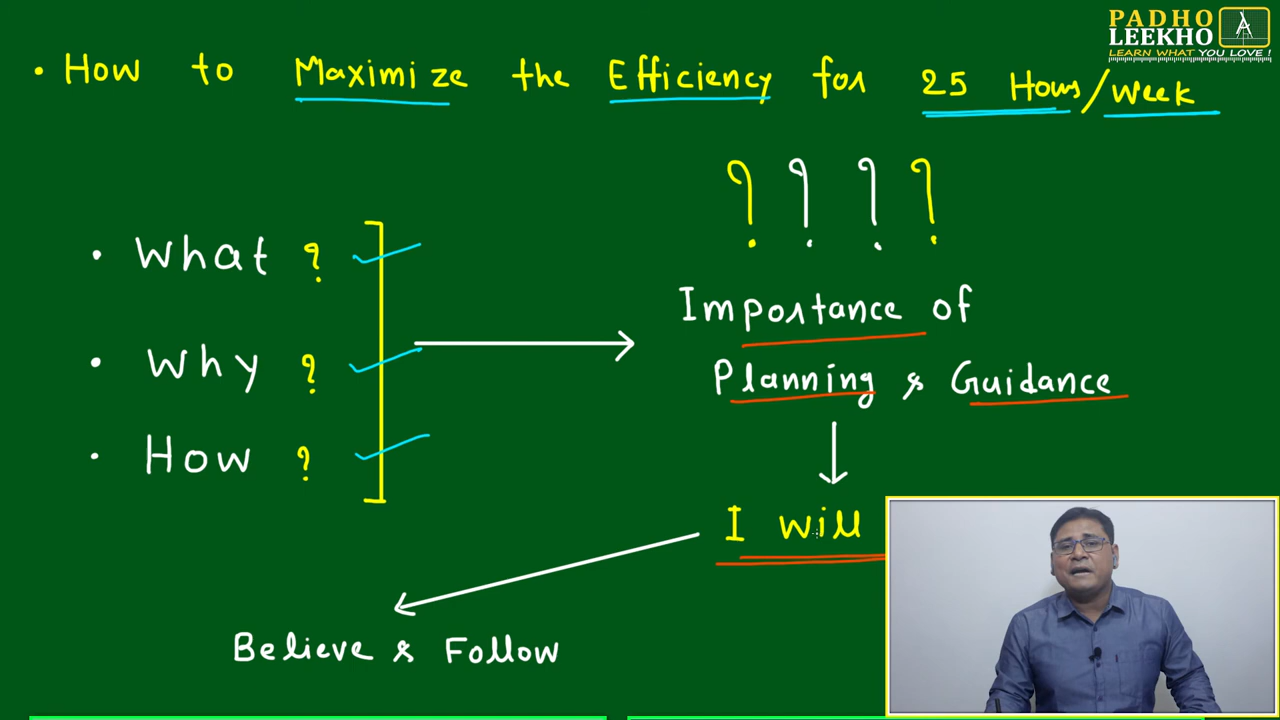 PADHO
LEEKHO
LEARN WHAT YOU LOVE !
• How to Maximize the Efficiency for 25 Hours/Week
? ? ? ?
• What ?
• Why ?
• How ?
Importance of
Planning & Guidance
I will
Believe & Follow